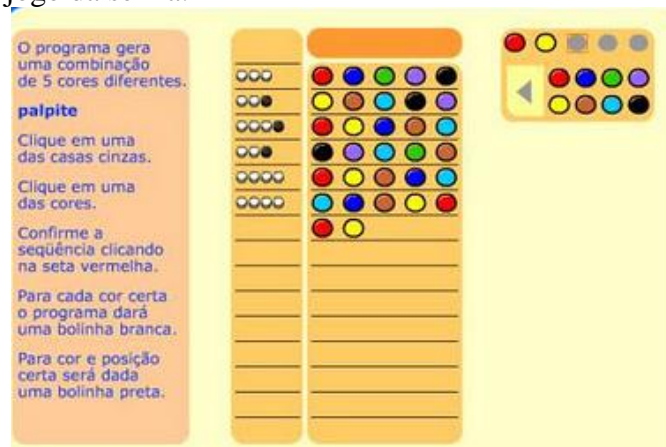 O programa gera
uma combinação
de 5 cores diferentes.
palpite
Clique em uma
das casas cinzas.
Clique em uma
das cores.
Confirme a
seqüência clicando
na seta vermelha.
Para cada cor certa
o programa dará
uma bolinha branca.
Para cor e posição
certa será dada
uma bolinha preta.